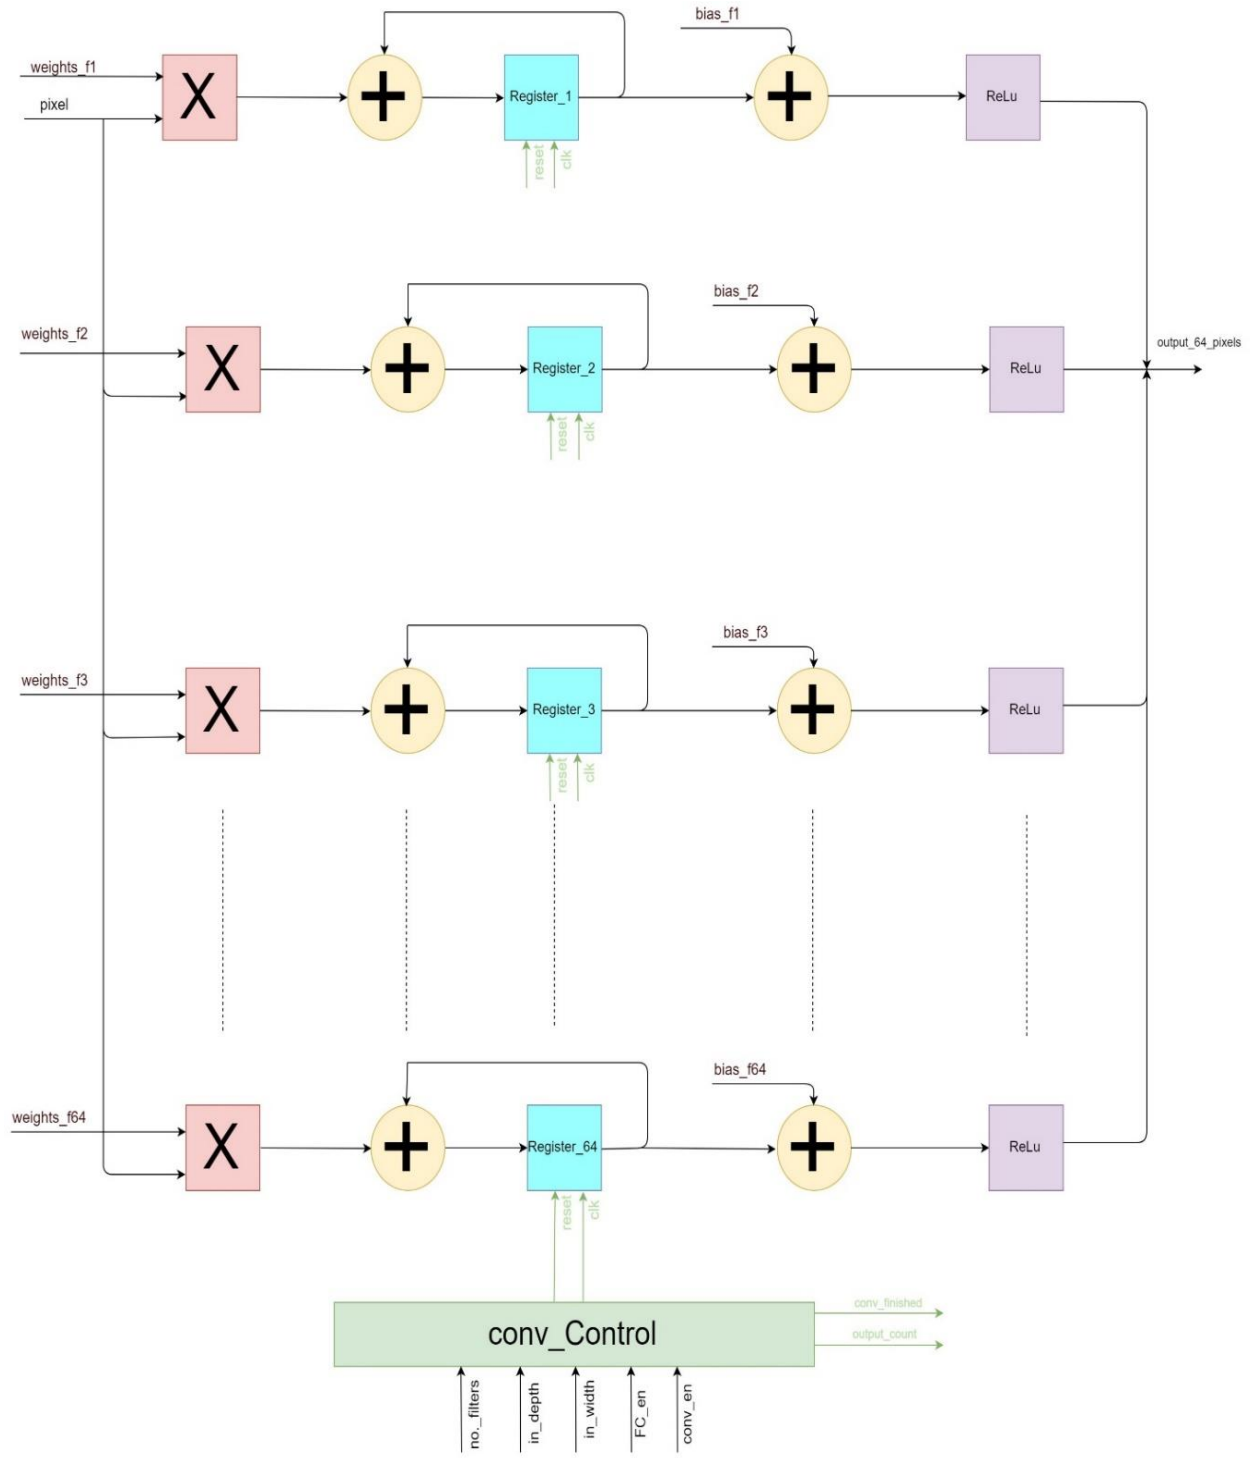 bias_f1
weights_f1
X
+
Register_1
+
ReLu
pixel
reset
clk
bias_f2
weights_f2
X
+
Register_2
+
ReLu
output_64_pixels
reset
clk
bias_f3
weights_f3
X
+
Register_3
+
ReLu
reset
clk
bias_f64
weights_f64
X
+
Register_64
+
ReLu
reset
clk
conv_Control
conv_finished
output_count
no._filters
in_depth
in_width
FC_en
conv_en